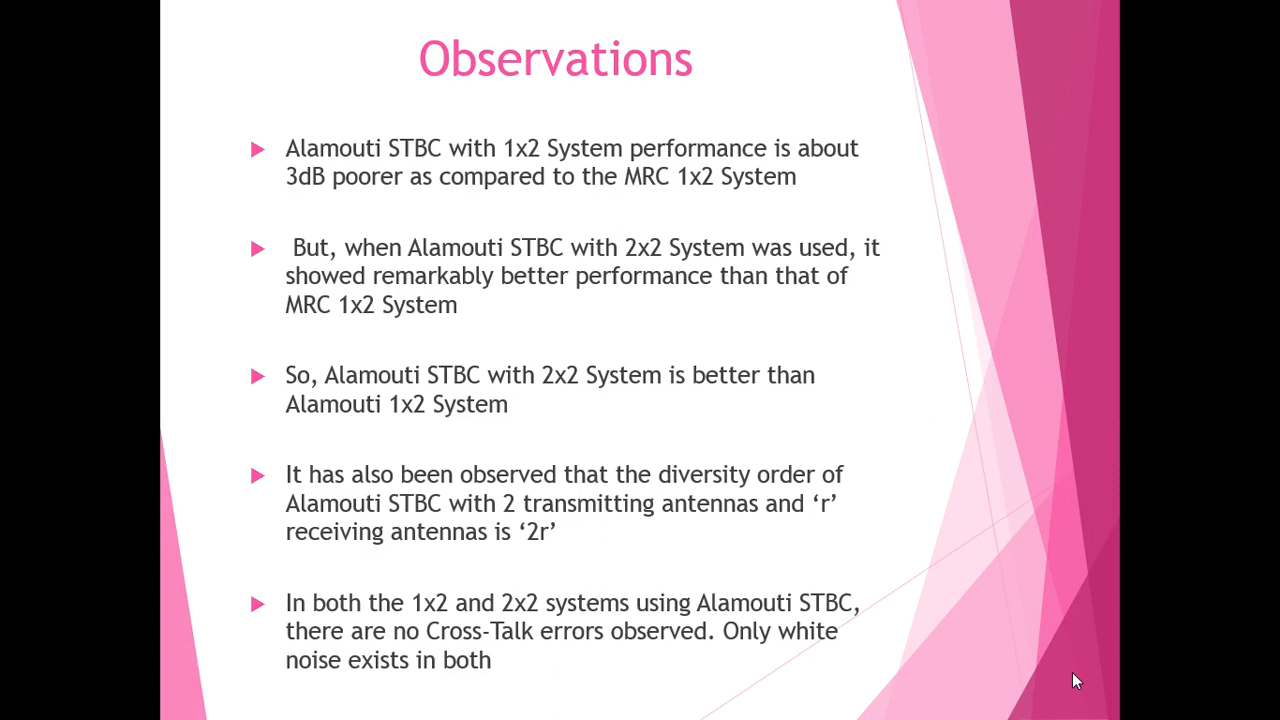 Observations
Alamouti STBC with 1x2 System performance is about
3dB poorer as compared to the MRC 1x2 System
But, when Alamouti STBC with 2x2 System was used, it
showed remarkably better performance than that of
MRC 1x2 System
So, Alamouti STBC with 2x2 System is better than
Alamouti 1x2 System
It has also been observed that the diversity order of
Alamouti STBC with 2 transmitting antennas and ‘r’
receiving antennas is ‘2r’
In both the 1x2 and 2x2 systems using Alamouti STBC,
there are no Cross-Talk errors observed. Only white
noise exists in both